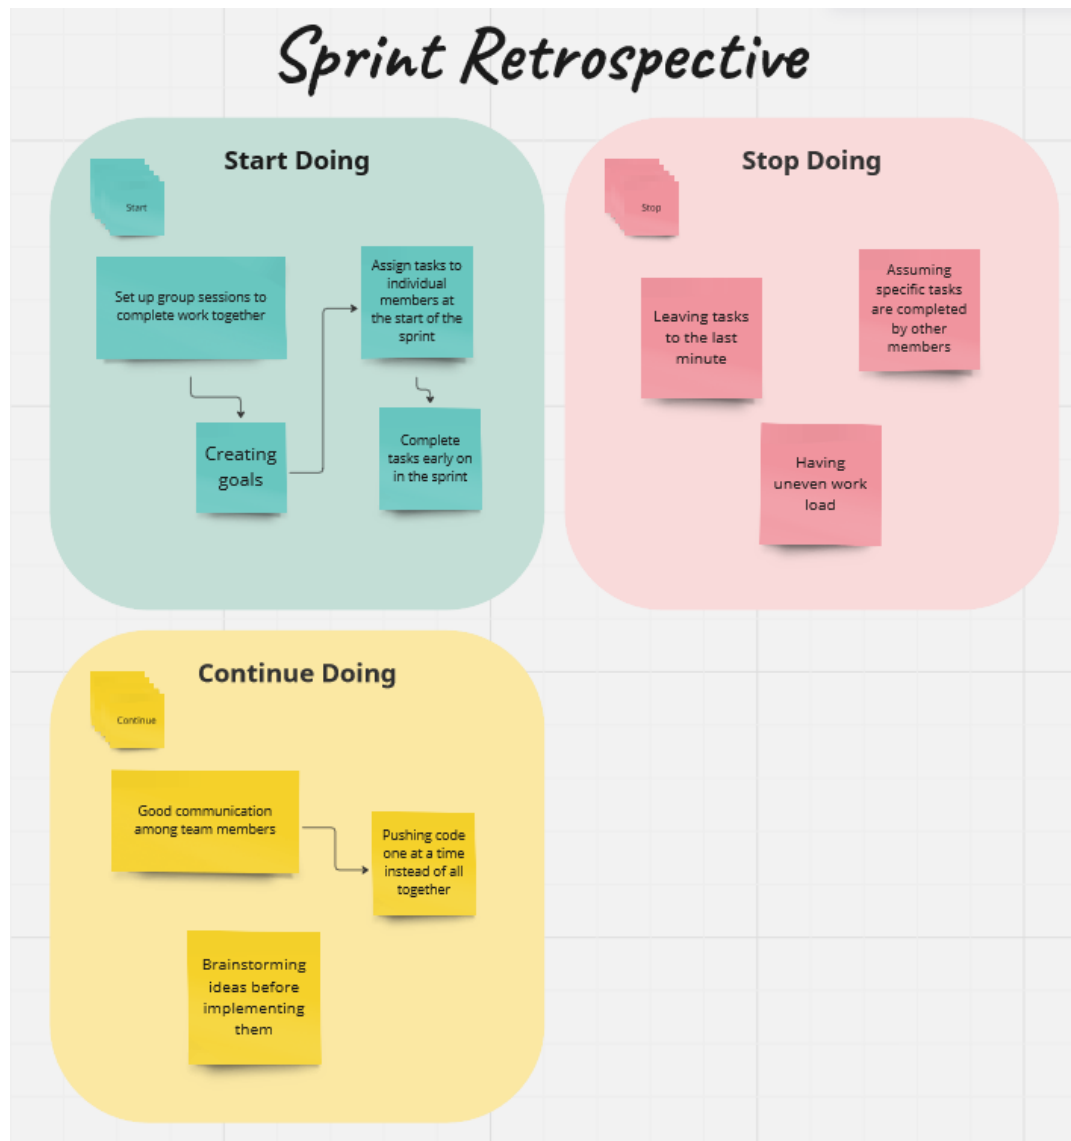 Sprint Retrospective
Start Doing
Start
Set up group sessions to
complete work together
Assign tasks to
individual
members at
the start of the
sprint
Creating
goals
Complete
tasks early on
in the sprint
Stop Doing
Stop
Leaving tasks
to the last
minute
Assuming
specific tasks
are completed
by other
members
Having
uneven work
load
Continue Doing
Continue
Good communication
among team members
Pushing code
one at a time
instead of all
together
Brainstorming
ideas before
implementing
them